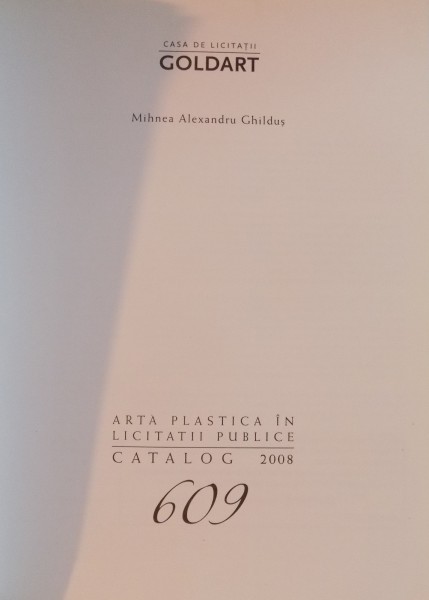 CASA DE LICITAȚII
GOLDART
Mihnea Alexandru Ghilduș
ARTA PLASTICA ÎN
LICITATII PUBLICE
CATALOG 2008
609